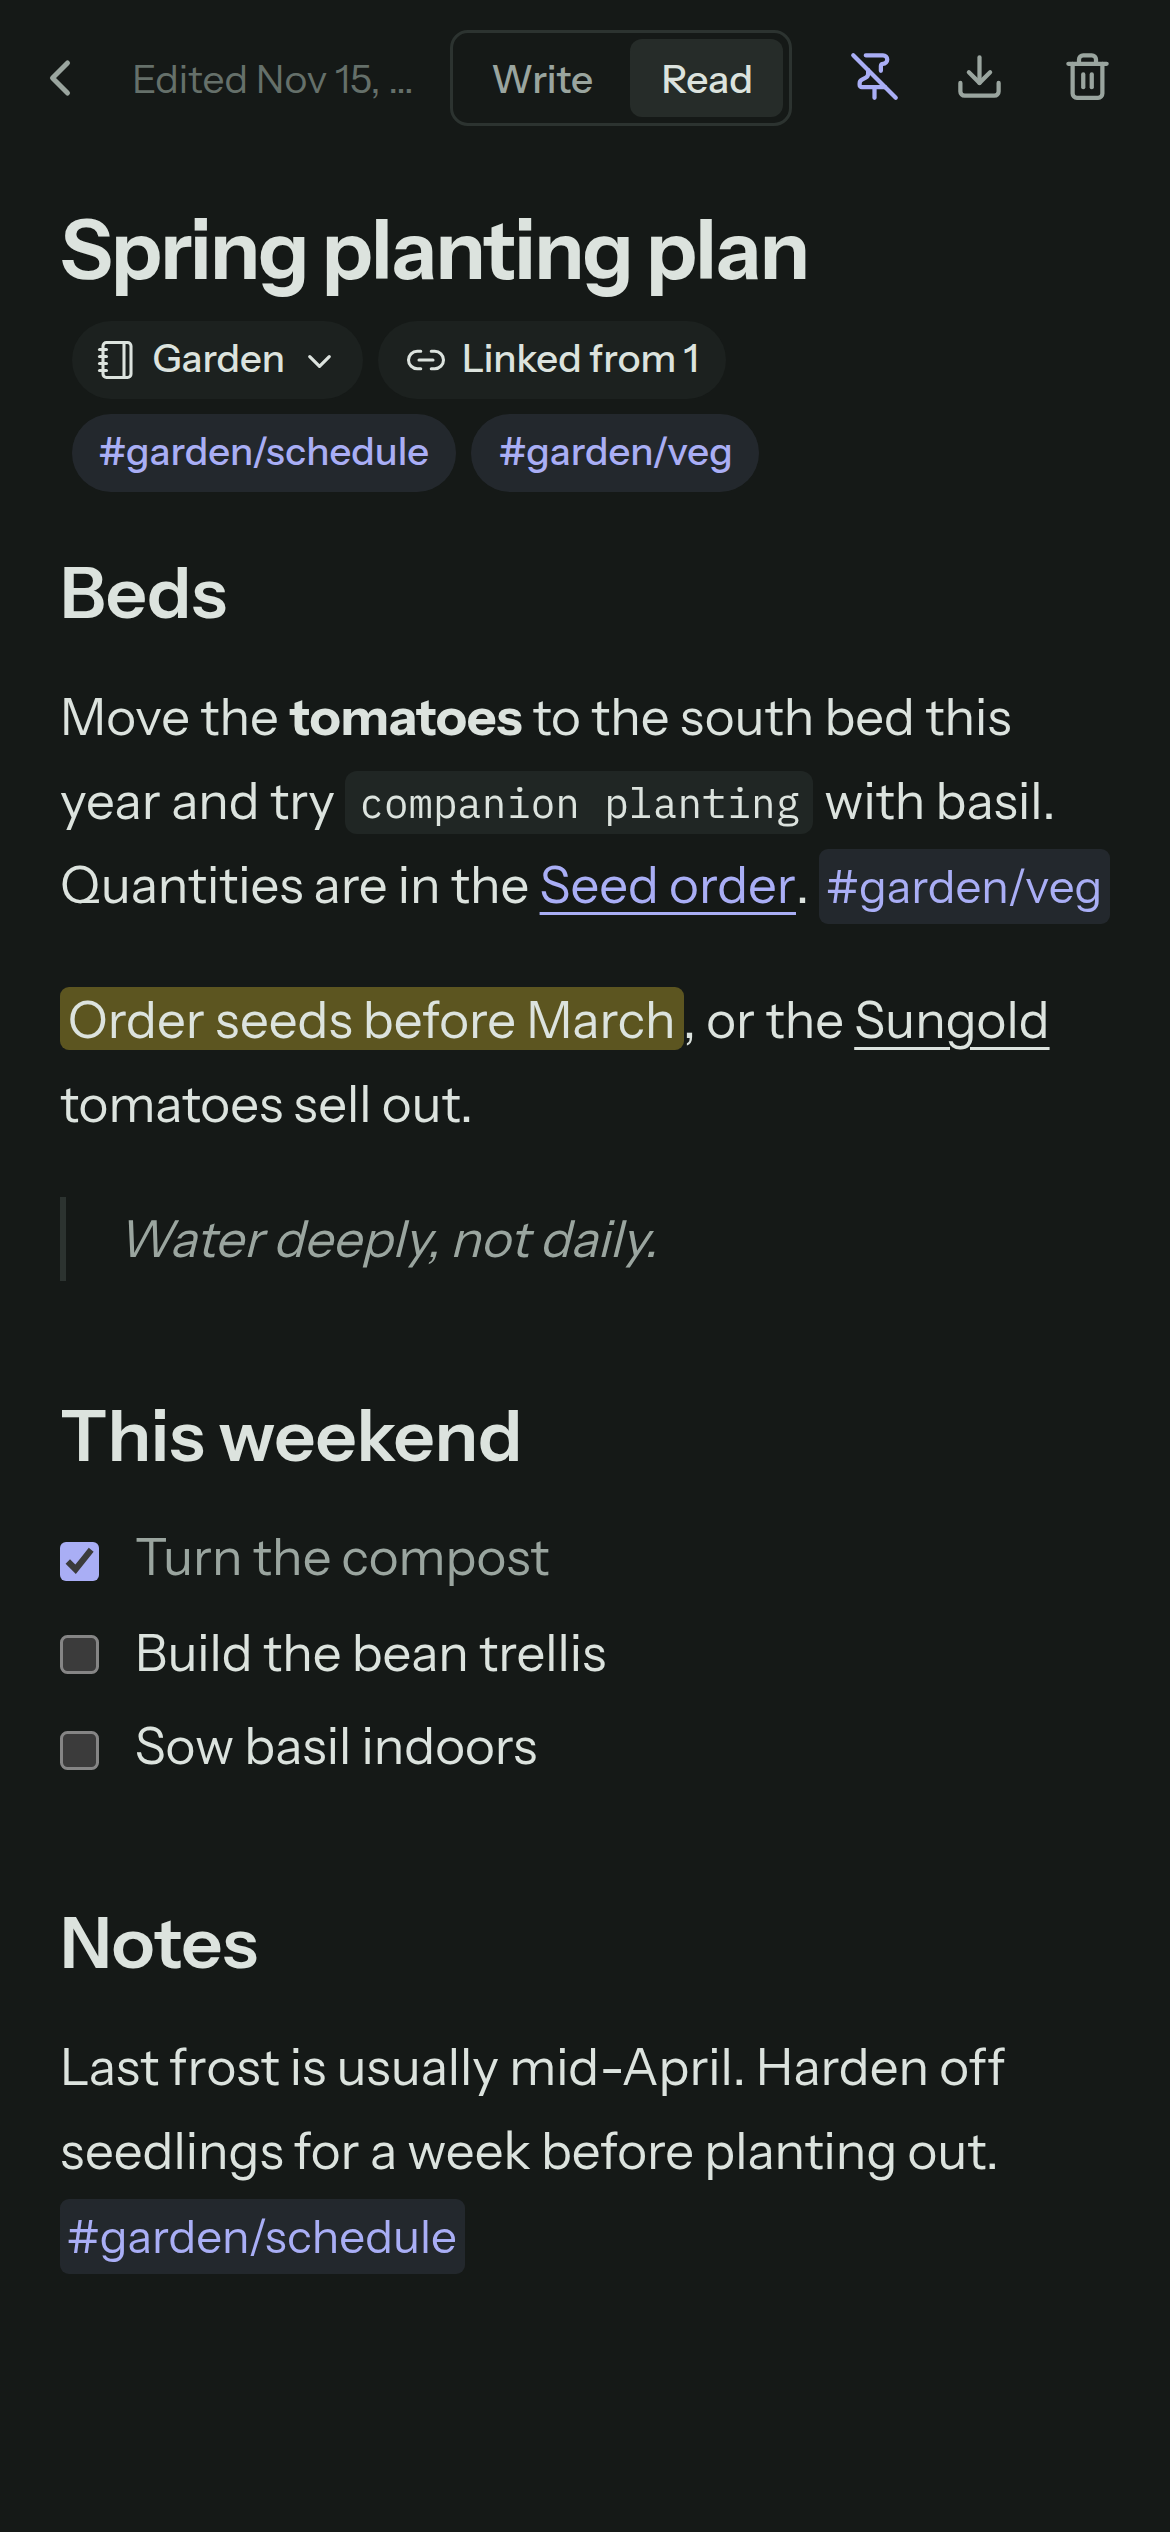 Edited Nov 15, ...
Write
Read
Spring planting plan
Garden
Linked from 1
#garden/schedule
#garden/veg
Beds
Move the tomatoes to the south bed this
year and try companion planting with basil.
Quantities are in the Seed order. #garden/veg
Order seeds before March, or the Sungold
tomatoes sell out.
Water deeply, not daily.
This weekend
Turn the compost
Build the bean trellis
Sow basil indoors
Notes
Last frost is usually mid-April. Harden off
seedlings for a week before planting out.
#garden/schedule